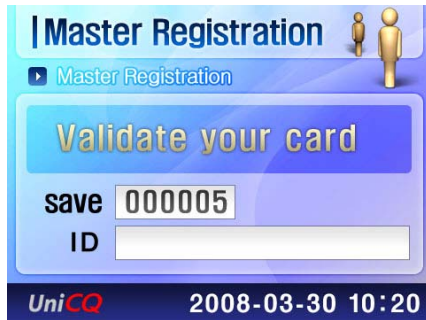 Master Registration
Master Registration
Validate your card
save 000005
ID
UniCQ 2008-03-30 10:20